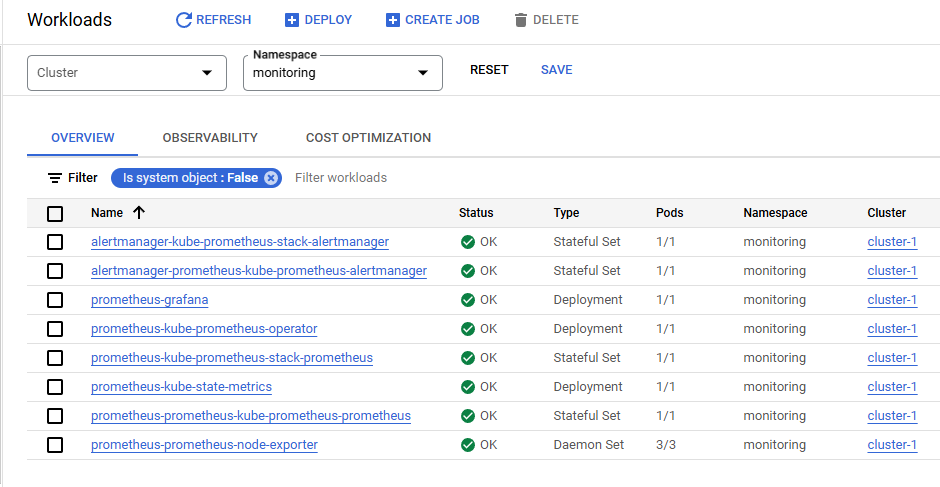 Workloads REFRESH DEPLOY CREATE JOB DELETE
Namespace
Cluster monitoring RESET SAVE
OVERVIEW OBSERVABILITY COST OPTIMIZATION
Filter Is system object : False Filter workloads
Name Status Type Pods Namespace Cluster
alertmanager-kube-prometheus-stack-alertmanager OK Stateful Set 1/1 monitoring cluster-1
alertmanager-prometheus-kube-prometheus-alertmanager OK Stateful Set 1/1 monitoring cluster-1
prometheus-grafana OK Deployment 1/1 monitoring cluster-1
prometheus-kube-prometheus-operator OK Deployment 1/1 monitoring cluster-1
prometheus-kube-prometheus-stack-prometheus OK Stateful Set 1/1 monitoring cluster-1
prometheus-kube-state-metrics OK Deployment 1/1 monitoring cluster-1
prometheus-prometheus-kube-prometheus-prometheus OK Stateful Set 1/1 monitoring cluster-1
prometheus-prometheus-node-exporter OK Daemon Set 3/3 monitoring cluster-1